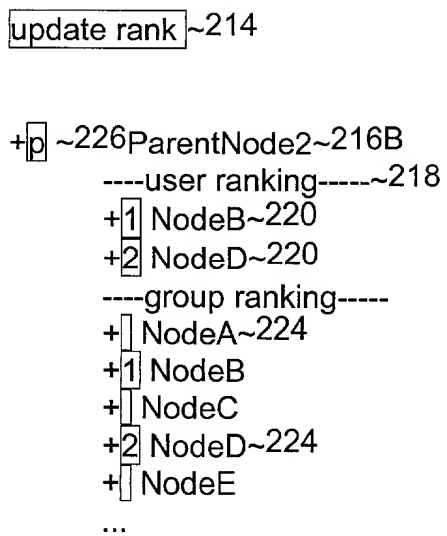 update rank ~214
+p ~226ParentNode2~216B
----user ranking-----~218
+1 NodeB~220
+2 NodeD~220
----group ranking-----
+ NodeA~224
+1 NodeB
+ NodeC
+2 NodeD~224
+ NodeE
...